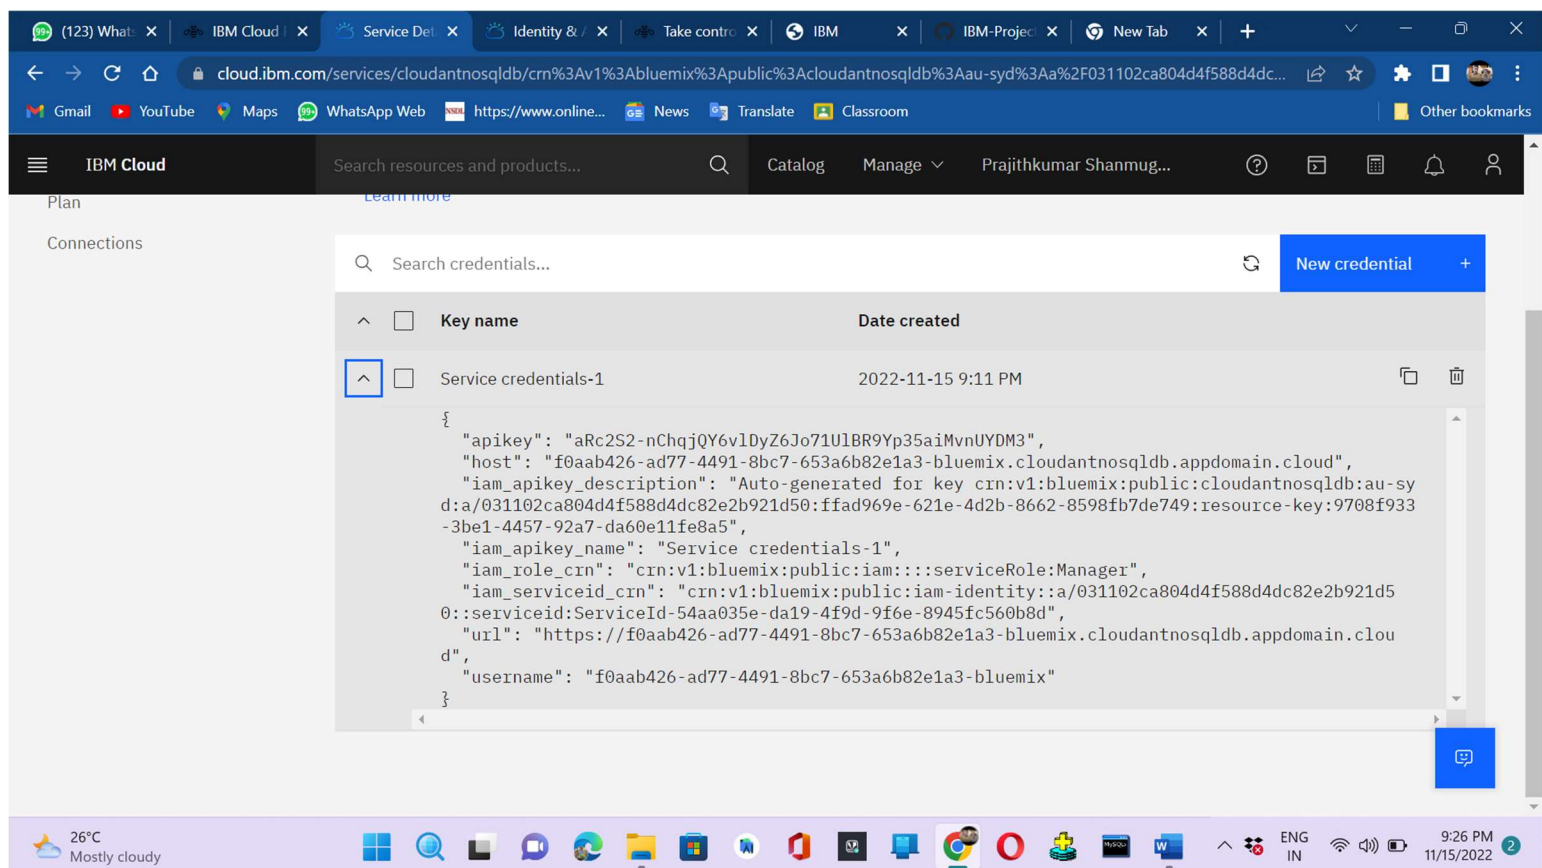 (123) Whats
IBM Cloud
Service Det
Identity & A
Take contro
IBM
IBM-Projec
New Tab
cloud.ibm.com/services/cloudantnosqldb/crn%3Av1%3Abluemix%3Apublic%3Acloudantnosqldb%3Aau-syd%3Aa%2F031102ca804d4f588d4dc...
Gmail
YouTube
Maps
WhatsApp Web
https://www.online...
News
Translate
Classroom
Other bookmarks
IBM Cloud
Search resources and products...
Catalog
Manage
Prajithkumar Shanmug...
Plan
Learn more
Connections
Search credentials...
New credential +
Key name
Date created
Service credentials-1
2022-11-15 9:11 PM
{
"apikey": "aRc2S2-nChqjQY6vlDyZ6Jo71UlBR9Yp35aiMvnUYDM3",
"host": "f0aab426-ad77-4491-8bc7-653a6b82e1a3-bluemix.cloudantnosqldb.appdomain.cloud",
"iam_apikey_description": "Auto-generated for key crn:v1:bluemix:public:cloudantnosqldb:au-sy
d:a/031102ca804d4f588d4dc82e2b921d50:ffad969e-621e-4d2b-8662-8598fb7de749:resource-key:9708f933
-3be1-4457-92a7-da60e11fe8a5",
"iam_apikey_name": "Service credentials-1",
"iam_role_crn": "crn:v1:bluemix:public:iam::::serviceRole:Manager",
"iam_serviceid_crn": "crn:v1:bluemix:public:iam-identity::a/031102ca804d4f588d4dc82e2b921d5
0::serviceid:ServiceId-54aa035e-da19-4f9d-9f6e-8945fc560b8d",
"url": "https://f0aab426-ad77-4491-8bc7-653a6b82e1a3-bluemix.cloudantnosqldb.appdomain.clou
d",
"username": "f0aab426-ad77-4491-8bc7-653a6b82e1a3-bluemix"
}
26°C
Mostly cloudy
ENG
IN
9:26 PM
11/15/2022
2